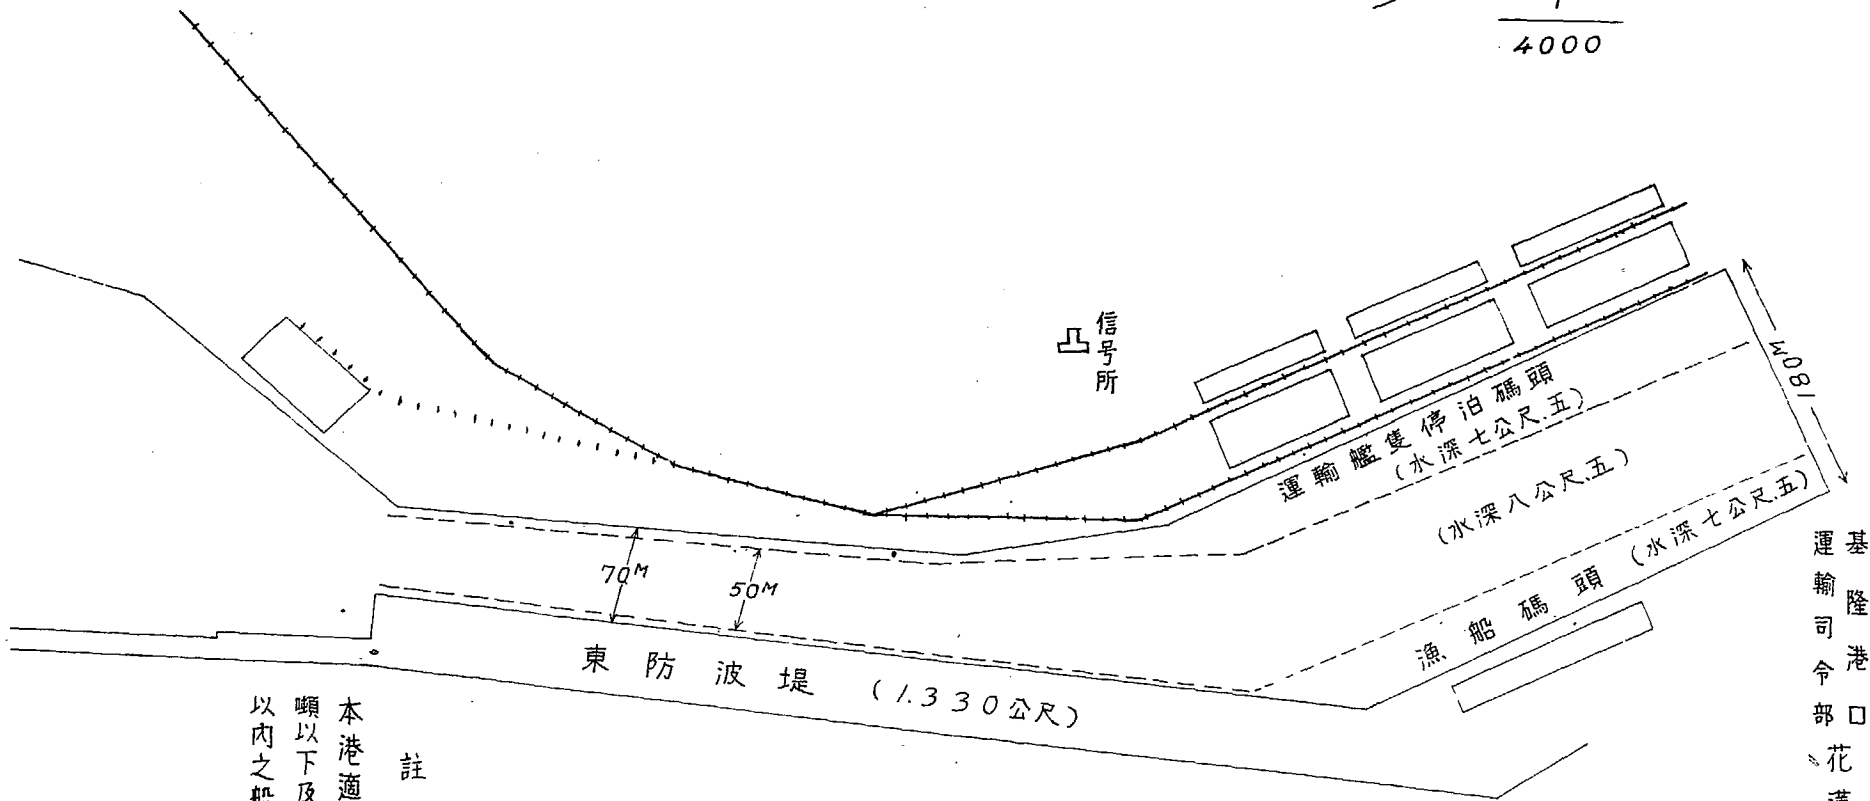 1
4000
信号所
180M
運輸艦隻停泊碼頭
(水深七公尺.五)
(水深八公尺.五)
漁船碼頭 (水深七公尺.五)
70M
50M
東防波堤 (1.330公尺)
基隆港口花
運輸司令部
註
本港適
噸以下及
以内之船